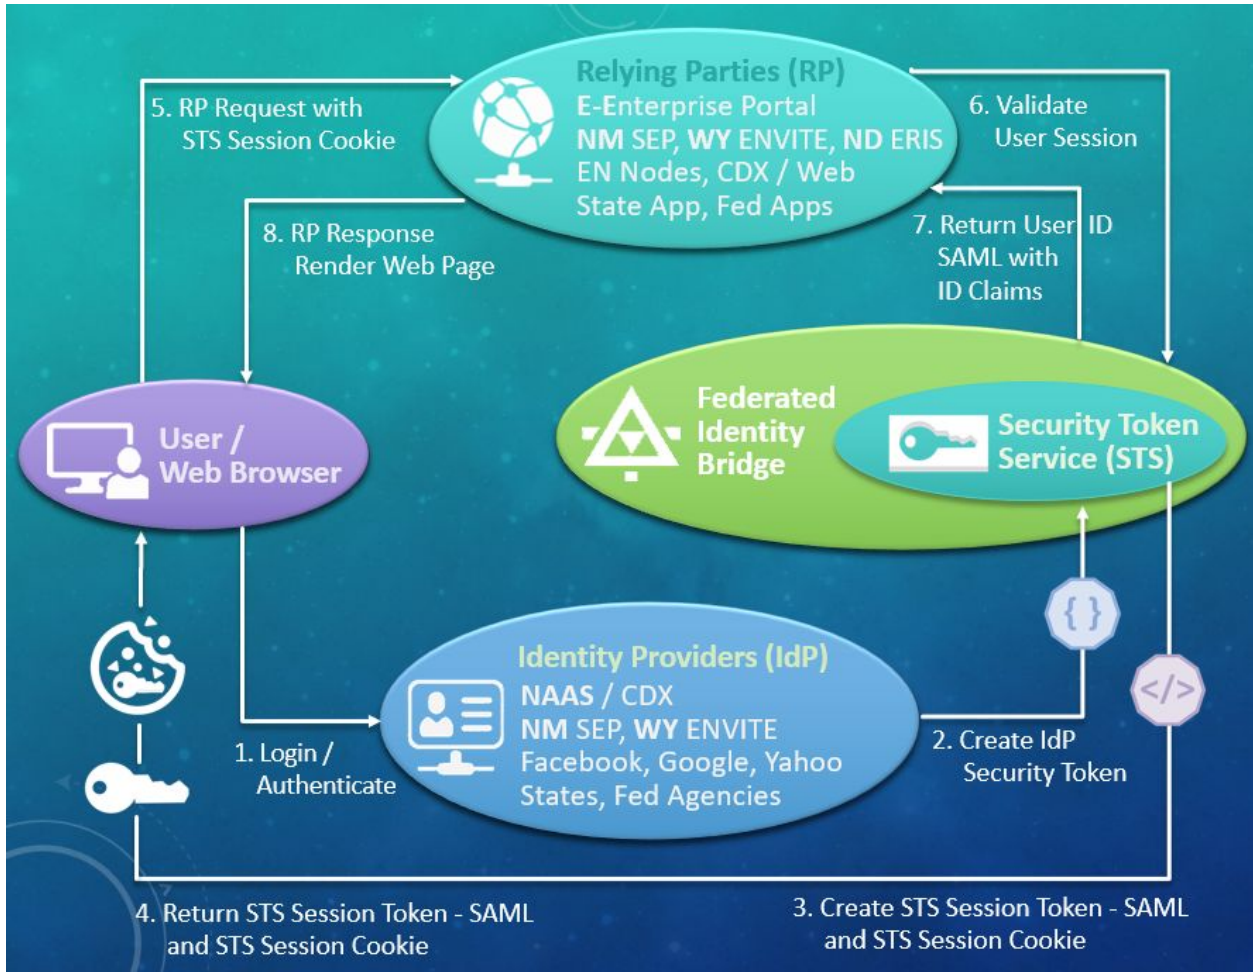 Relying Parties (RP)
E-Enterprise Portal
NM SEP, WY ENVITE, ND ERIS
EN Nodes, CDX / Web
State App, Fed Apps
5. RP Request with
STS Session Cookie
6. Validate
User Session
8. RP Response
Render Web Page
7. Return User ID
SAML with
ID Claims
User /
Web Browser
Federated
Identity
Bridge
Security Token
Service (STS)
{ }
</>
Identity Providers (IdP)
NAAS / CDX
NM SEP, WY ENVITE
Facebook, Google, Yahoo
States, Fed Agencies
1. Login /
Authenticate
2. Create IdP
Security Token
4. Return STS Session Token - SAML
and STS Session Cookie
3. Create STS Session Token - SAML
and STS Session Cookie